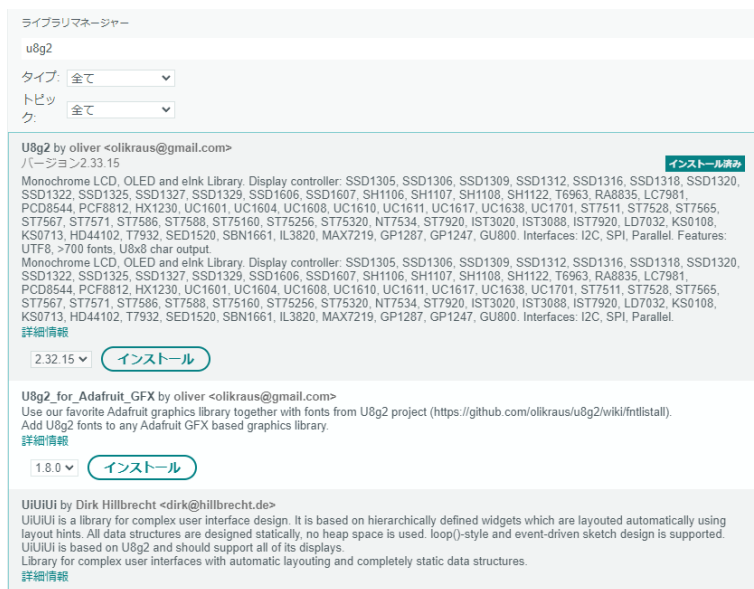 ライブラリマネージャー
u8g2
タイプ: 全て
トピック: 全て
U8g2 by oliver <olikraus@gmail.com>
バージョン2.33.15 インストール済み
Monochrome LCD, OLED and eInk Library. Display controller: SSD1305, SSD1306, SSD1309, SSD1312, SSD1316, SSD1318, SSD1320,
SSD1322, SSD1325, SSD1327, SSD1329, SSD1606, SSD1607, SH1106, SH1107, SH1108, SH1122, T6963, RA8835, LC7981,
PCD8544, PCF8812, HX1230, UC1601, UC1604, UC1608, UC1610, UC1611, UC1617, UC1638, UC1701, ST7511, ST7528, ST7565,
ST7567, ST7571, ST7586, ST7588, ST75160, ST75256, ST75320, NT7534, ST7920, IST3020, IST3088, IST7920, LD7032, KS0108,
KS0713, HD44102, T7932, SED1520, SBN1661, IL3820, MAX7219, GP1287, GP1247, GU800. Interfaces: I2C, SPI, Parallel. Features:
UTF8, >700 fonts, U8x8 char output.
Monochrome LCD, OLED and eInk Library. Display controller: SSD1305, SSD1306, SSD1309, SSD1312, SSD1316, SSD1318, SSD1320,
SSD1322, SSD1325, SSD1327, SSD1329, SSD1606, SSD1607, SH1106, SH1107, SH1108, SH1122, T6963, RA8835, LC7981,
PCD8544, PCF8812, HX1230, UC1601, UC1604, UC1608, UC1610, UC1611, UC1617, UC1638, UC1701, ST7511, ST7528, ST7565,
ST7567, ST7571, ST7586, ST7588, ST75160, ST75256, ST75320, NT7534, ST7920, IST3020, IST3088, IST7920, LD7032, KS0108,
KS0713, HD44102, T7932, SED1520, SBN1661, IL3820, MAX7219, GP1287, GP1247, GU800. Interfaces: I2C, SPI, Parallel.
詳細情報
2.32.15 インストール
U8g2_for_Adafruit_GFX by oliver <olikraus@gmail.com>
Use our favorite Adafruit graphics library together with fonts from U8g2 project (https://github.com/olikraus/u8g2/wiki/fntlistall).
Add U8g2 fonts to any Adafruit GFX based graphics library.
詳細情報
1.8.0 インストール
UiUiUi by Dirk Hillbrecht <dirk@hillbrecht.de>
UiUiUi is a library for complex user interface design. It is based on hierarchically defined widgets which are layouted automatically using
layout hints. All data structures are designed statically, no heap space is used. loop()-style and event-driven sketch design is supported.
UiUiUi is based on U8g2 and should support all of its displays.
Library for complex user interfaces with automatic layouting and completely static data structures.
詳細情報